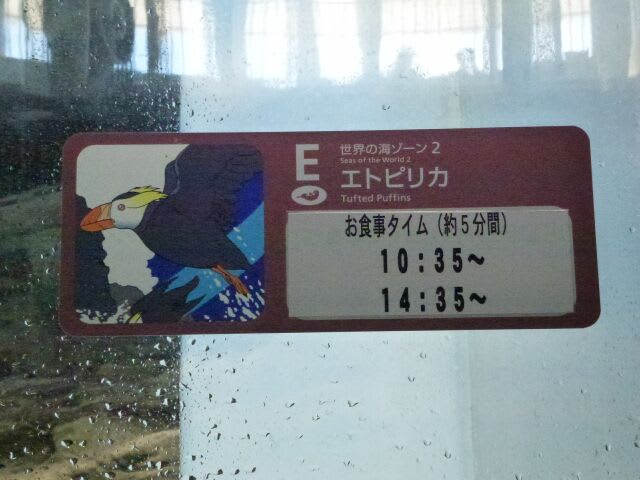 E
世界の海ゾーン 2
Seas of the World 2
エトピリカ
Tufted Puffins
お食事タイム（約５分間）
10：35～
14：35～